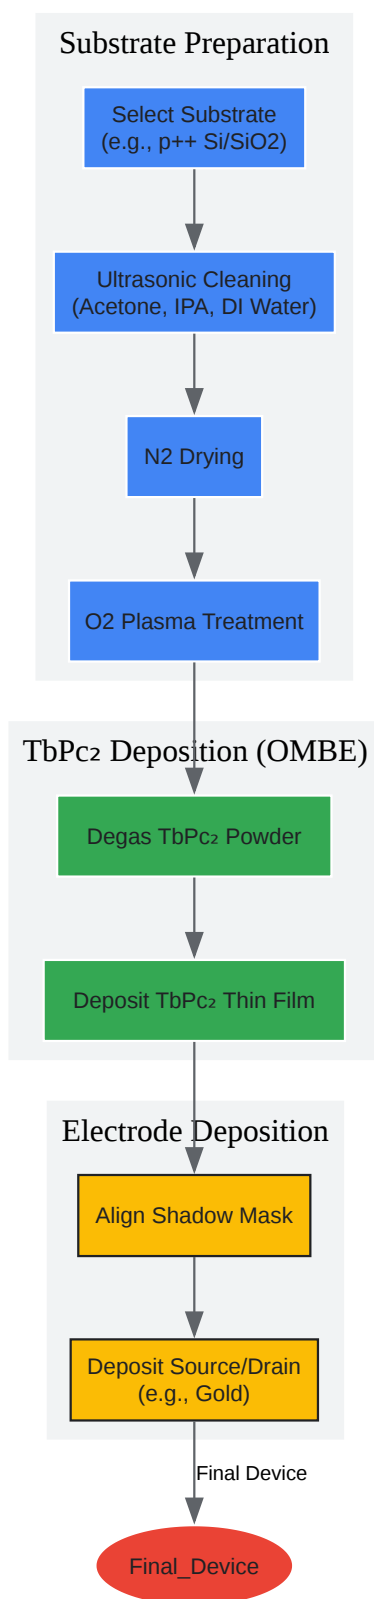 Substrate Preparation
Select Substrate
(e.g., p++ Si/SiO2)
Ultrasonic Cleaning
(Acetone, IPA, DI Water)
N2 Drying
O2 Plasma Treatment
TbPc₂ Deposition (OMBE)
Degas TbPc₂ Powder
Deposit TbPc₂ Thin Film
Electrode Deposition
Align Shadow Mask
Deposit Source/Drain
(e.g., Gold)
Final Device
Final_Device